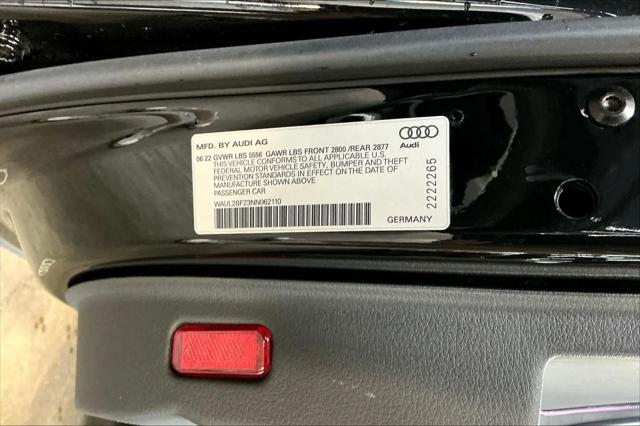 MFD. BY AUDI AG
06 22 GVWR LBS 5556 GAWR LBS FRONT 2800 /REAR 2877
THIS VEHICLE CONFORMS TO ALL APPLICABLE U.S.
FEDERAL MOTOR VEHICLE SAFETY, BUMPER AND THEFT
PREVENTION STANDARDS IN EFFECT ON THE DATE OF
MANUFACTURE SHOWN ABOVE
PASSENGER CAR
WAUL2BF23NN062110
Audi
2222265
GERMANY